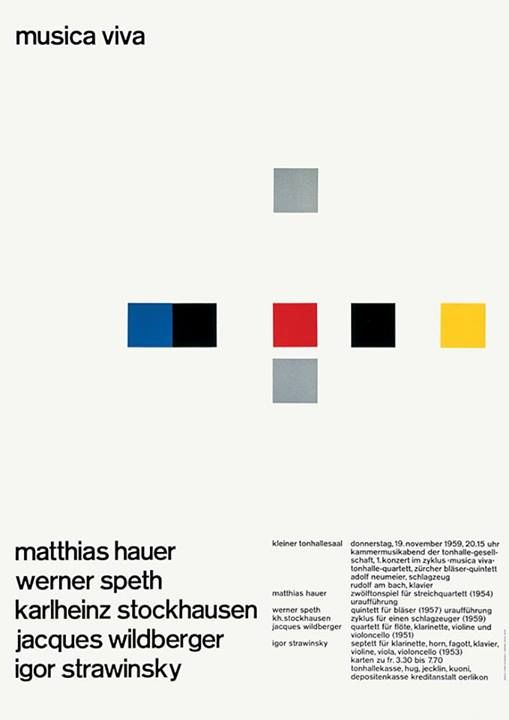 musica viva
matthias hauer
werner speth
karlheinz stockhausen
jacques wildberger
igor strawinsky
kleiner tonhallesaal donnerstag, 19. november 1959, 20.15 uhr
kammermusikabend der tonhalle-gesell-
schaft, 1. konzert im zyklus ‹musica viva›
tonhalle-quartett, zürcher bläser-quintett
adolf neumeier, schlagzeug
rudolf am bach, klavier
matthias hauer zwölftonspiel für streichquartett (1954)
uraufführung
werner speth quintett für bläser (1957) uraufführung
kh. stockhausen zyklus für einen schlagzeuger (1959)
jacques wildberger quartett für flöte, klarinette, violine und
violoncello (1951)
igor strawinsky septett für klarinette, horn, fagott, klavier,
violine, viola, violoncello (1953)
karten zu fr. 3.30 bis 7.70
tonhallekasse, hug, jecklin, kuoni,
depositenkasse kreditanstalt oerlikon